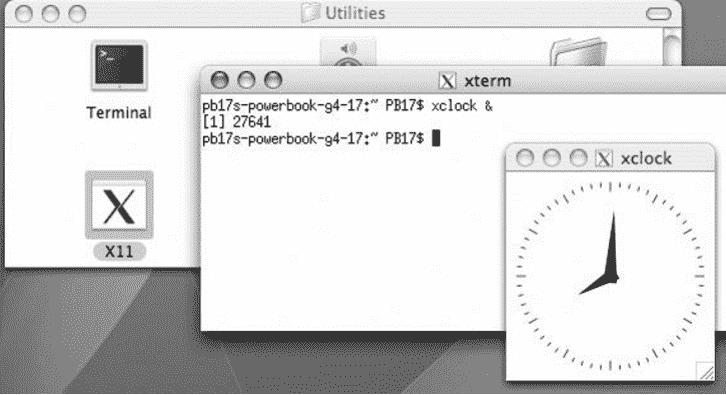 Utilities
Terminal
X11
xterm
pb17s-powerbook-g4-17:~ PB17$ xclock &
[1] 27641
pb17s-powerbook-g4-17:~ PB17$
xclock